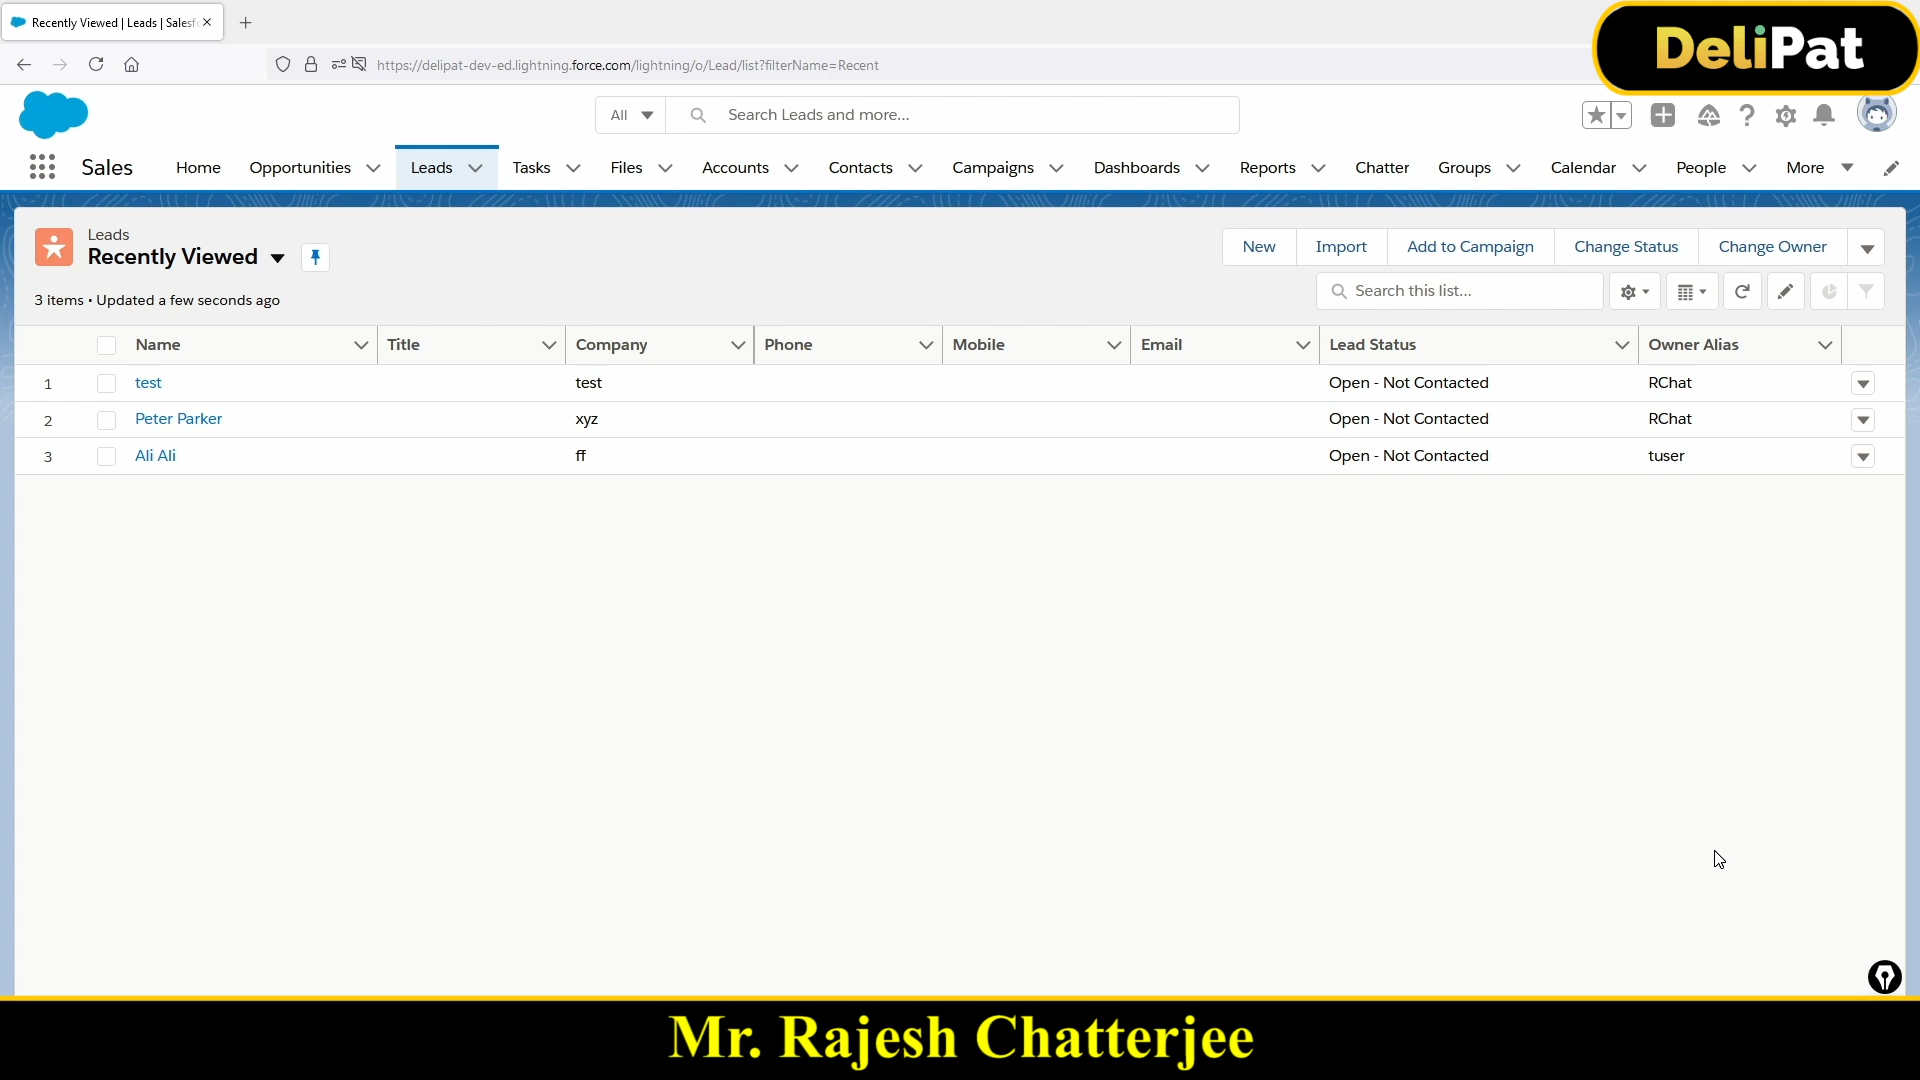 Recently Viewed | Leads | Salesf
DeliPat
https://delipat-dev-ed.lightning.force.com/lightning/o/Lead/list?filterName=Recent
All
Search Leads and more...
Sales Home Opportunities Leads Tasks Files Accounts Contacts Campaigns Dashboards Reports Chatter Groups Calendar People More
Leads
Recently Viewed
New Import Add to Campaign Change Status Change Owner
3 items • Updated a few seconds ago
Search this list...
Name Title Company Phone Mobile Email Lead Status Owner Alias
1 test test Open - Not Contacted RChat
2 Peter Parker xyz Open - Not Contacted RChat
3 Ali Ali ff Open - Not Contacted tuser
Mr. Rajesh Chatterjee